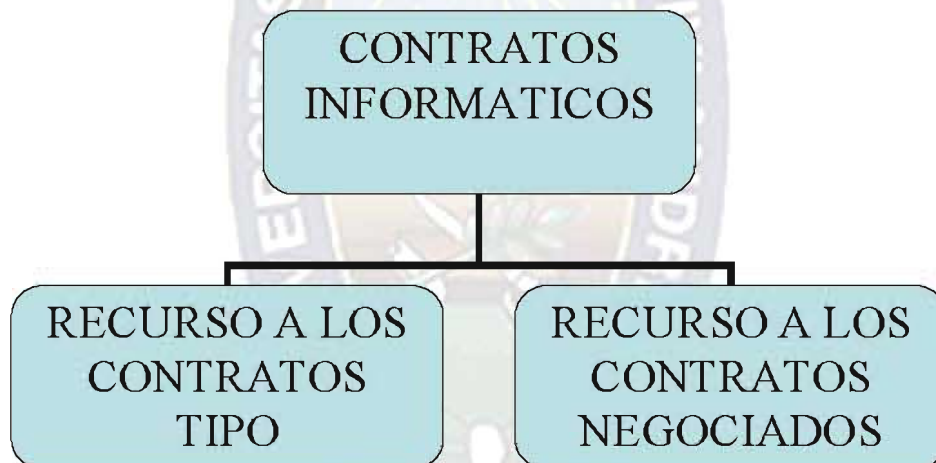 CONTRATOS
INFORMATICOS
RECURSO A LOS
CONTRATOS
TIPO
RECURSO A LOS
CONTRATOS
NEGOCIADOS